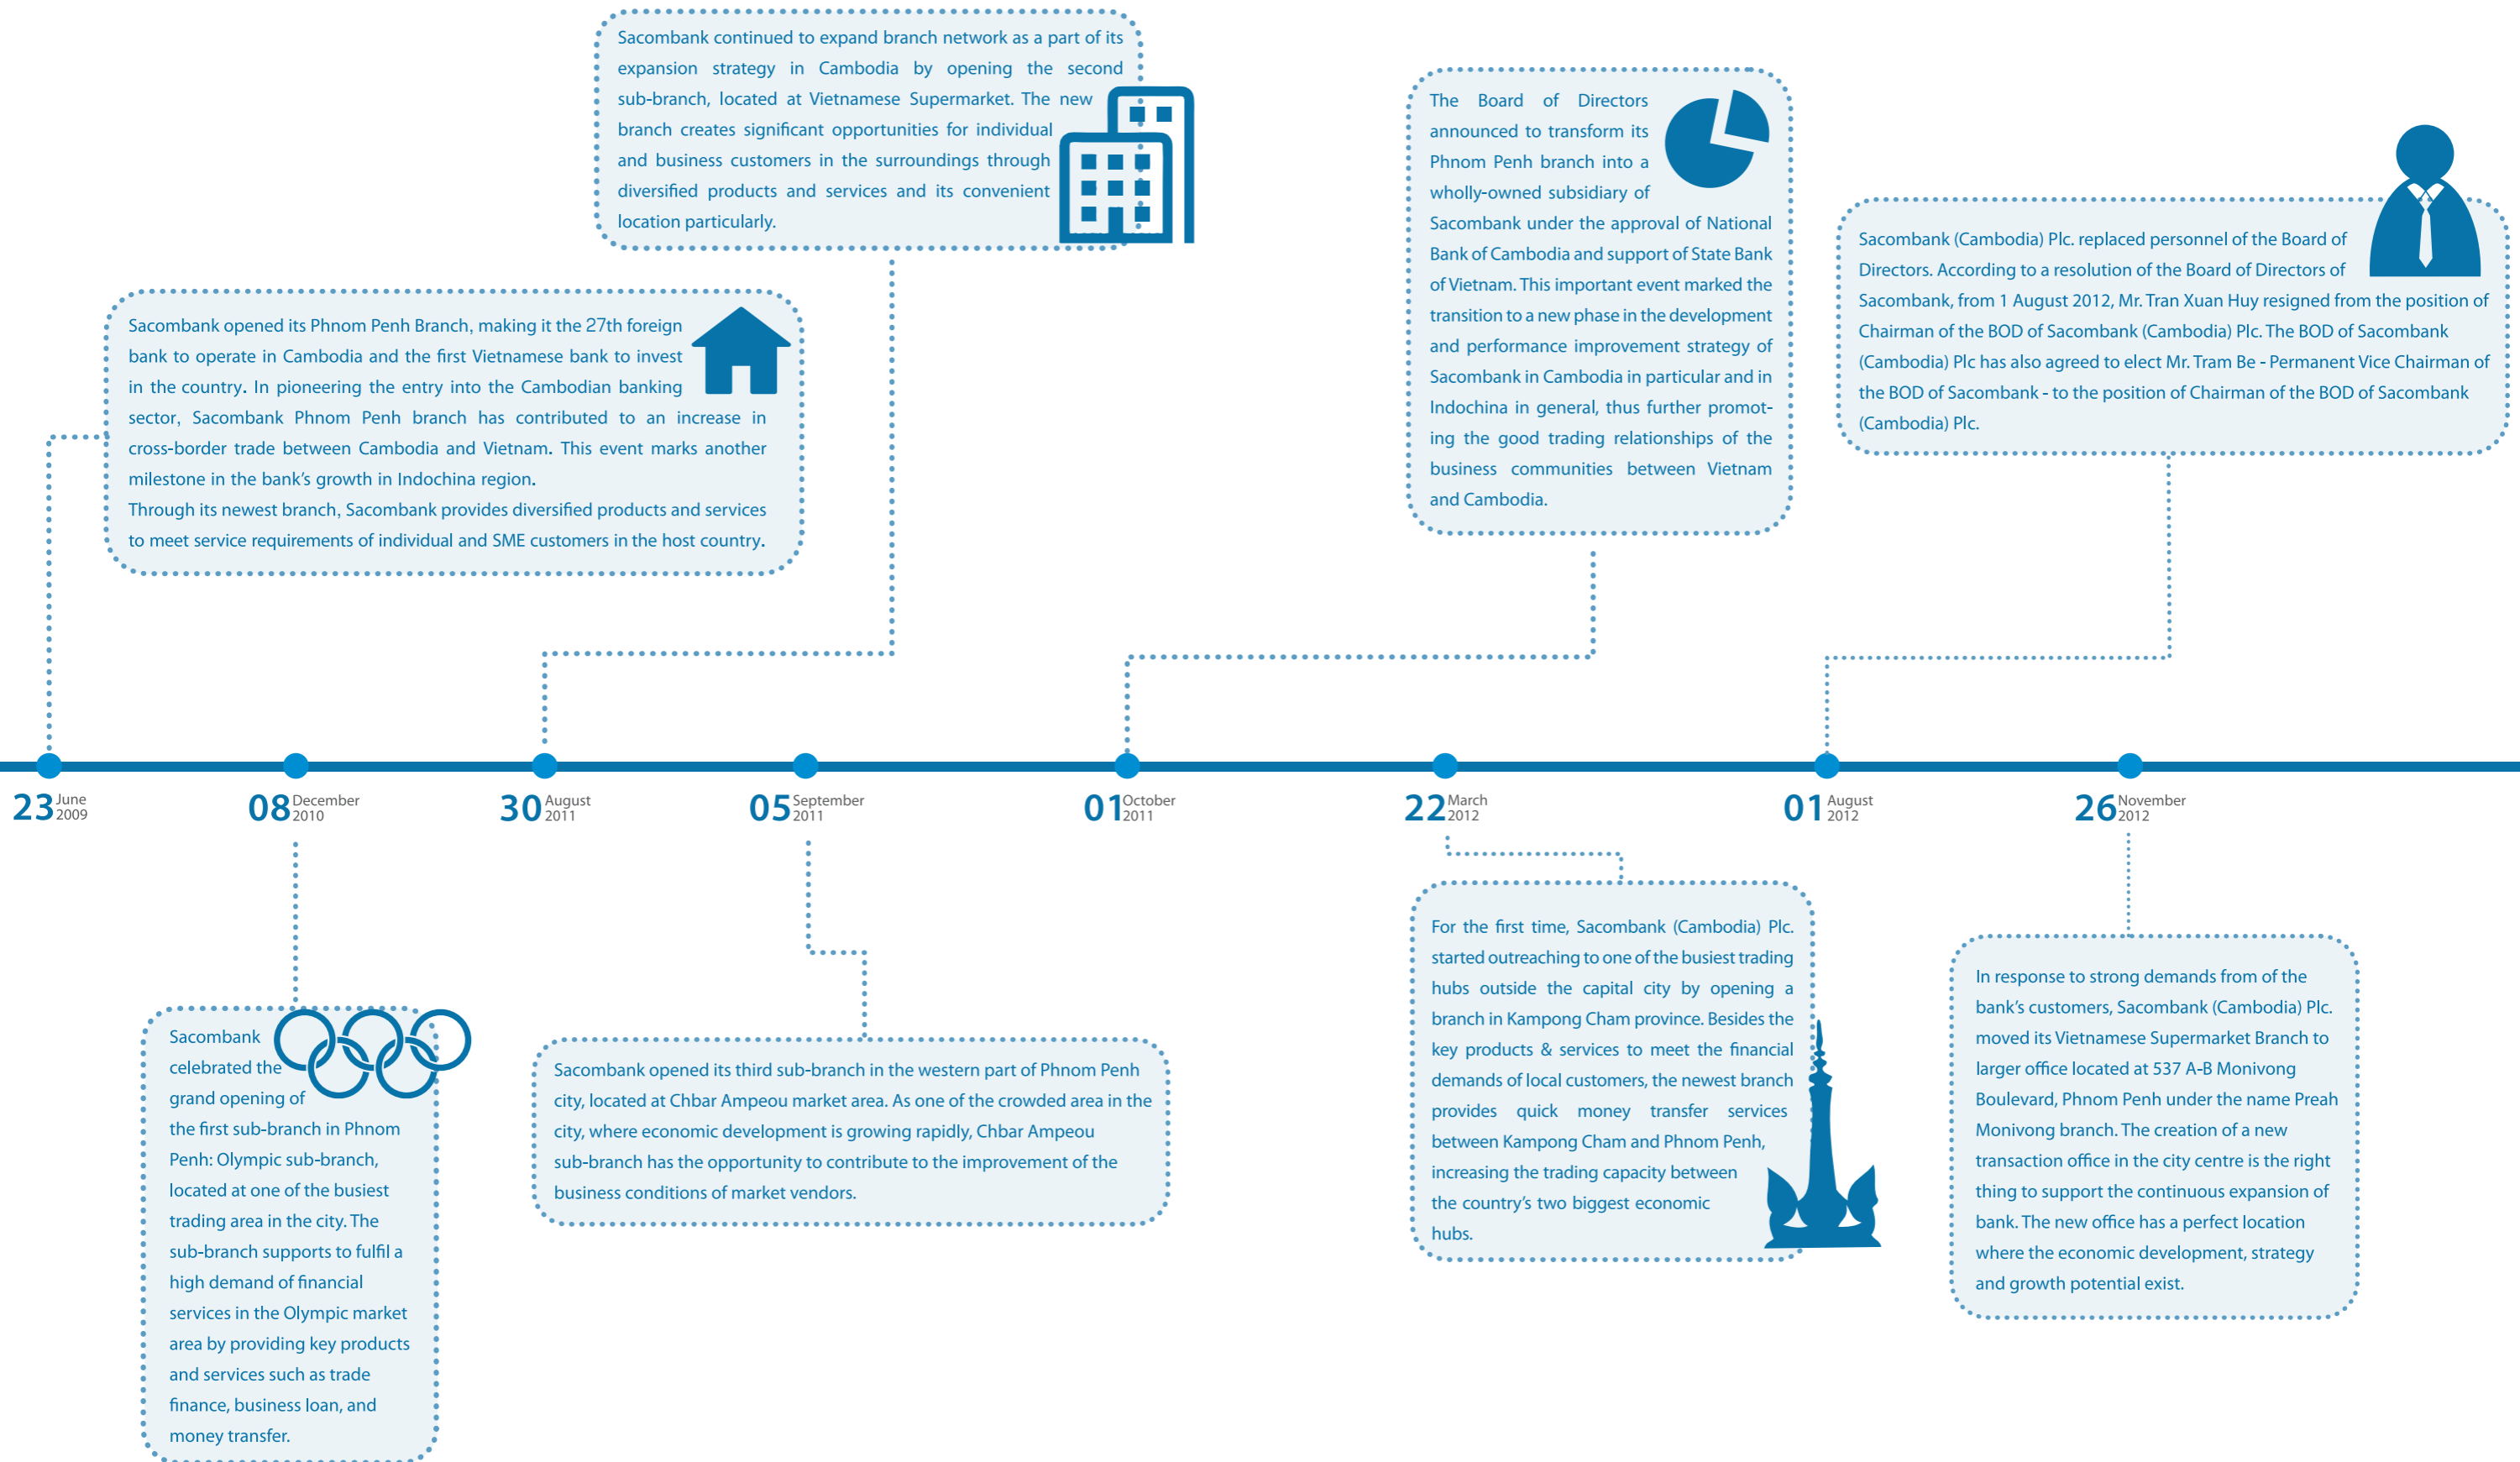 Sacombank continued to expand branch network as a part of its
expansion strategy in Cambodia by opening the second
sub-branch, located at Vietnamese Supermarket. The new
branch creates significant opportunities for individual
and business customers in the surroundings through
diversified products and services and its convenient
location particularly.
The Board of Directors
announced to transform its
Phnom Penh branch into a
wholly-owned subsidiary of
Sacombank under the approval of National
Bank of Cambodia and support of State Bank
of Vietnam. This important event marked the
transition to a new phase in the development
and performance improvement strategy of
Sacombank in Cambodia in particular and in
Indochina in general, thus further promot-
ing the good trading relationships of the
business communities between Vietnam
and Cambodia.
Sacombank (Cambodia) Plc. replaced personnel of the Board of
Directors. According to a resolution of the Board of Directors of
Sacombank, from 1 August 2012, Mr. Tran Xuan Huy resigned from the position of
Chairman of the BOD of Sacombank (Cambodia) Plc. The BOD of Sacombank
(Cambodia) Plc has also agreed to elect Mr. Tram Be - Permanent Vice Chairman of
the BOD of Sacombank - to the position of Chairman of the BOD of Sacombank
(Cambodia) Plc.
Sacombank opened its Phnom Penh Branch, making it the 27th foreign
bank to operate in Cambodia and the first Vietnamese bank to invest
in the country. In pioneering the entry into the Cambodian banking
sector, Sacombank Phnom Penh branch has contributed to an increase in
cross-border trade between Cambodia and Vietnam. This event marks another
milestone in the bank's growth in Indochina region.
Through its newest branch, Sacombank provides diversified products and services
to meet service requirements of individual and SME customers in the host country.
23 June 2009
08 December 2010
30 August 2011
05 September 2011
01 October 2011
22 March 2012
01 August 2012
26 November 2012
Sacombank
celebrated the
grand opening of
the first sub-branch in Phnom
Penh: Olympic sub-branch,
located at one of the busiest
trading area in the city. The
sub-branch supports to fulfil a
high demand of financial
services in the Olympic market
area by providing key products
and services such as trade
finance, business loan, and
money transfer.
Sacombank opened its third sub-branch in the western part of Phnom Penh
city, located at Chbar Ampeou market area. As one of the crowded area in the
city, where economic development is growing rapidly, Chbar Ampeou
sub-branch has the opportunity to contribute to the improvement of the
business conditions of market vendors.
For the first time, Sacombank (Cambodia) Plc.
started outreaching to one of the busiest trading
hubs outside the capital city by opening a
branch in Kampong Cham province. Besides the
key products & services to meet the financial
demands of local customers, the newest branch
provides quick money transfer services
between Kampong Cham and Phnom Penh,
increasing the trading capacity between
the country's two biggest economic
hubs.
In response to strong demands from of the
bank's customers, Sacombank (Cambodia) Plc.
moved its Vietnamese Supermarket Branch to
larger office located at 537 A-B Monivong
Boulevard, Phnom Penh under the name Preah
Monivong branch. The creation of a new
transaction office in the city centre is the right
thing to support the continuous expansion of
bank. The new office has a perfect location
where the economic development, strategy
and growth potential exist.